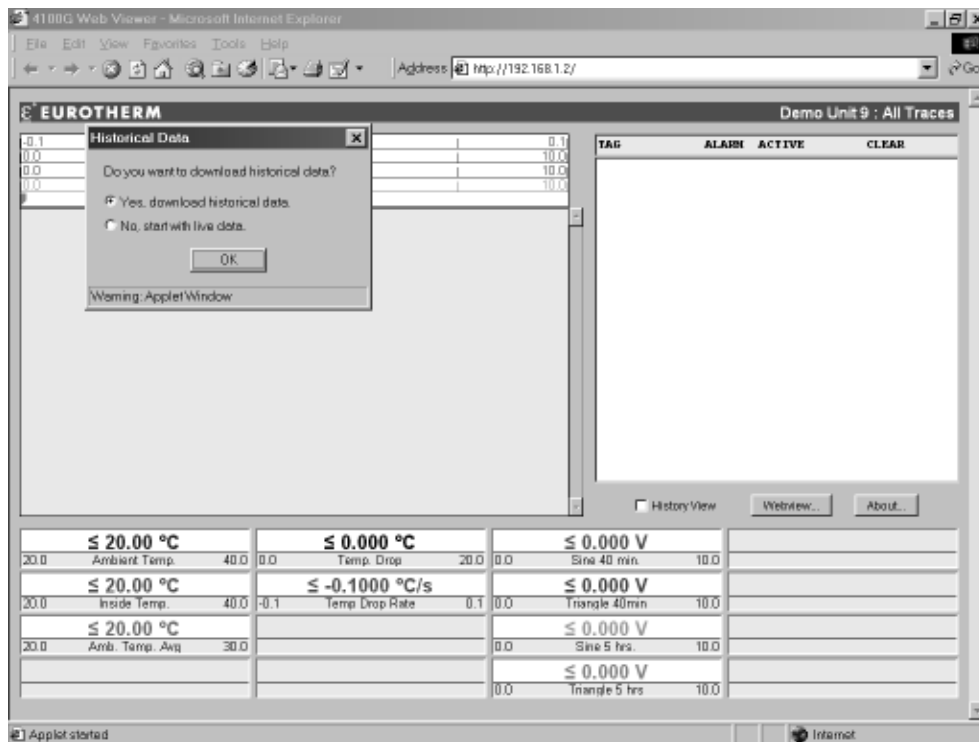 4100G Web Viewer - Microsoft Internet Explorer
File Edit View Favorites Tools Help
Address http://192.168.1.2/ Go
EUROTHERM Demo Unit 9 : All Traces
Historical Data
Do you want to download historical data?
Yes, download historical data.
No, start with live data.
OK
Warning: Applet Window
-0.1 0.1
0.0 10.0
0.0 10.0
0.0 10.0
TAG ALARM ACTIVE CLEAR
History View Webview... About...
≤ 20.00 °C ≤ 0.000 °C ≤ 0.000 V
20.0 Ambient Temp. 40.0 0.0 Temp. Drop 20.0 0.0 Sine 40 min. 10.0
≤ 20.00 °C ≤ -0.1000 °C/s ≤ 0.000 V
20.0 Inside Temp. 40.0 -0.1 Temp Drop Rate 0.1 0.0 Triangle 40min 10.0
≤ 20.00 °C ≤ 0.000 V
20.0 Amb. Temp. Avg 30.0 0.0 Sine 5 hrs. 10.0
≤ 0.000 V
0.0 Triangle 5 hrs 10.0
Applet started Internet